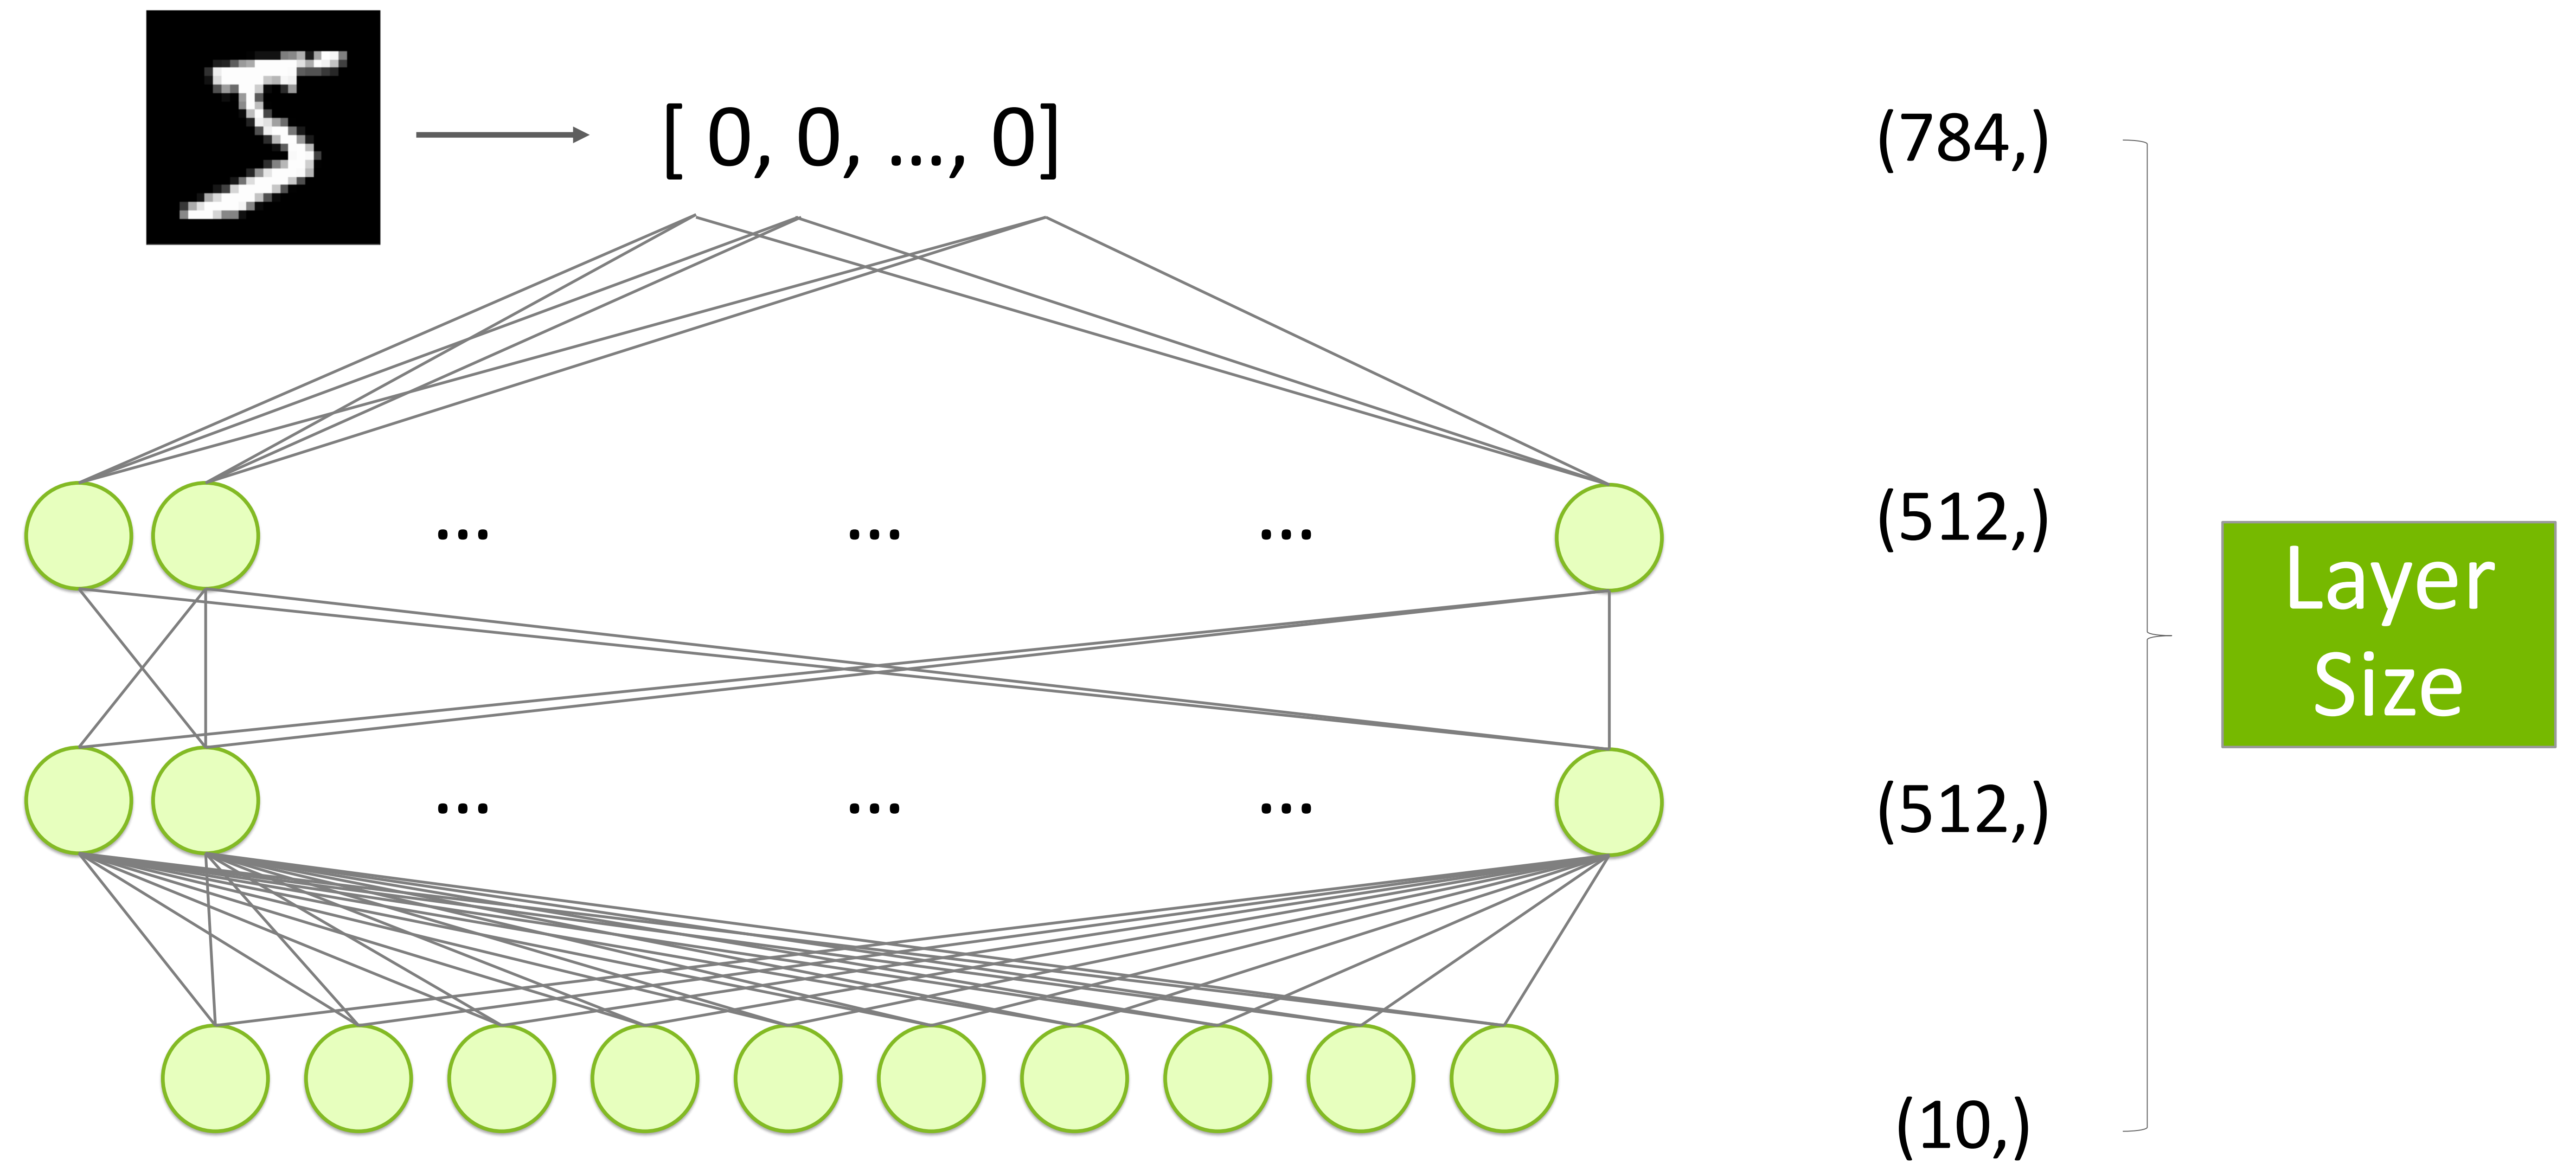 [ 0, 0, ..., 0]
(784,)
... ... ...
(512,)
Layer
Size
... ... ...
(512,)
(10,)